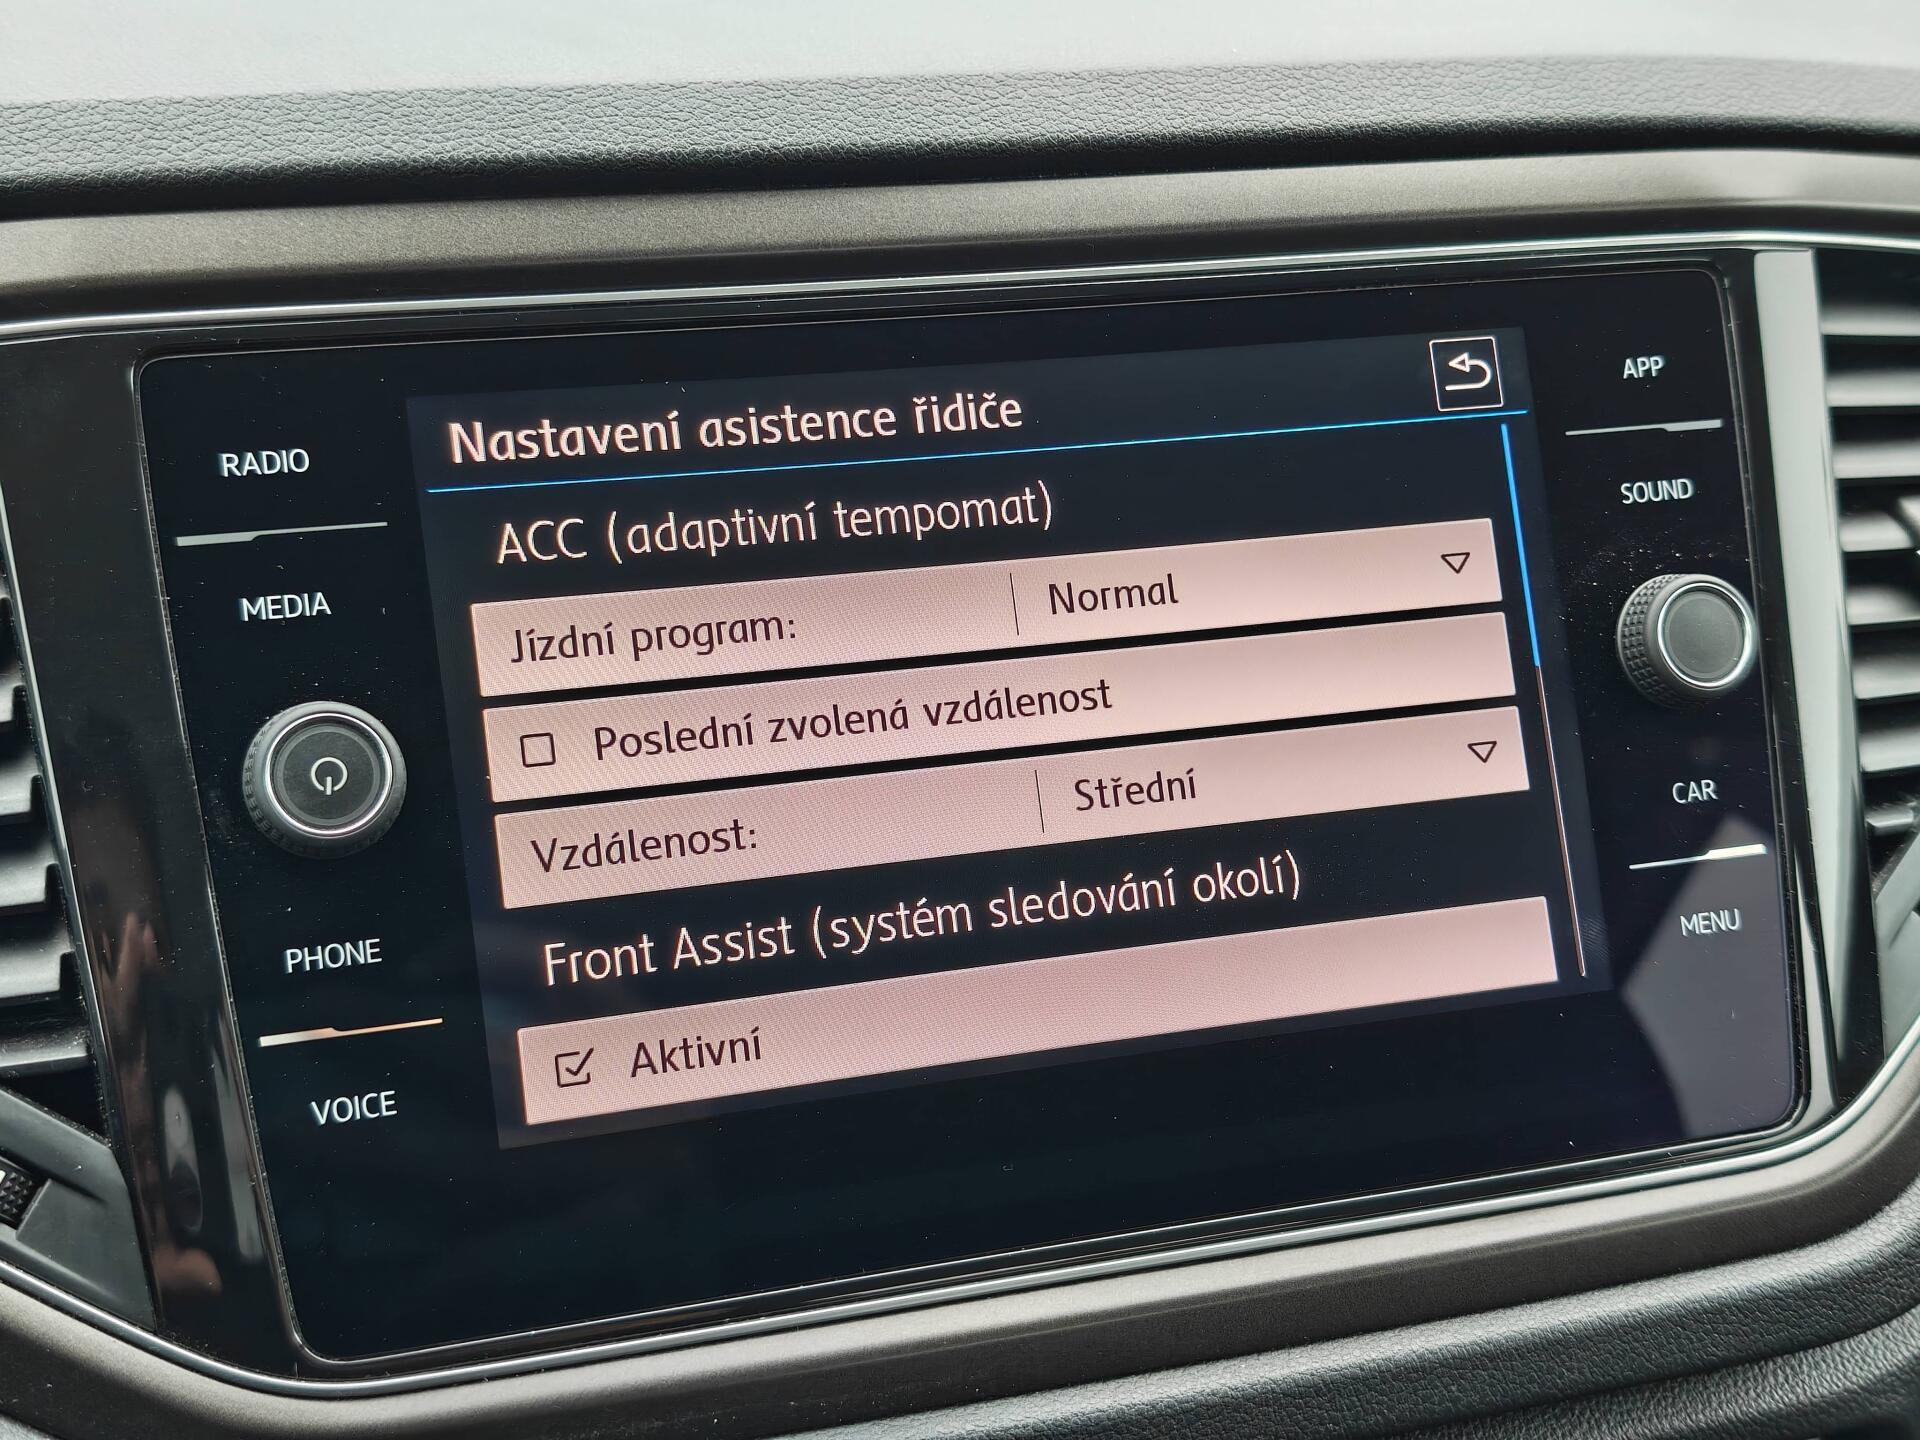 RADIO
MEDIA
PHONE
VOICE
Nastavení asistence řidiče
ACC (adaptivní tempomat)
Jízdní program: Normal
Poslední zvolená vzdálenost
Vzdálenost: Střední
Front Assist (systém sledování okolí)
Aktivní
APP
SOUND
CAR
MENU